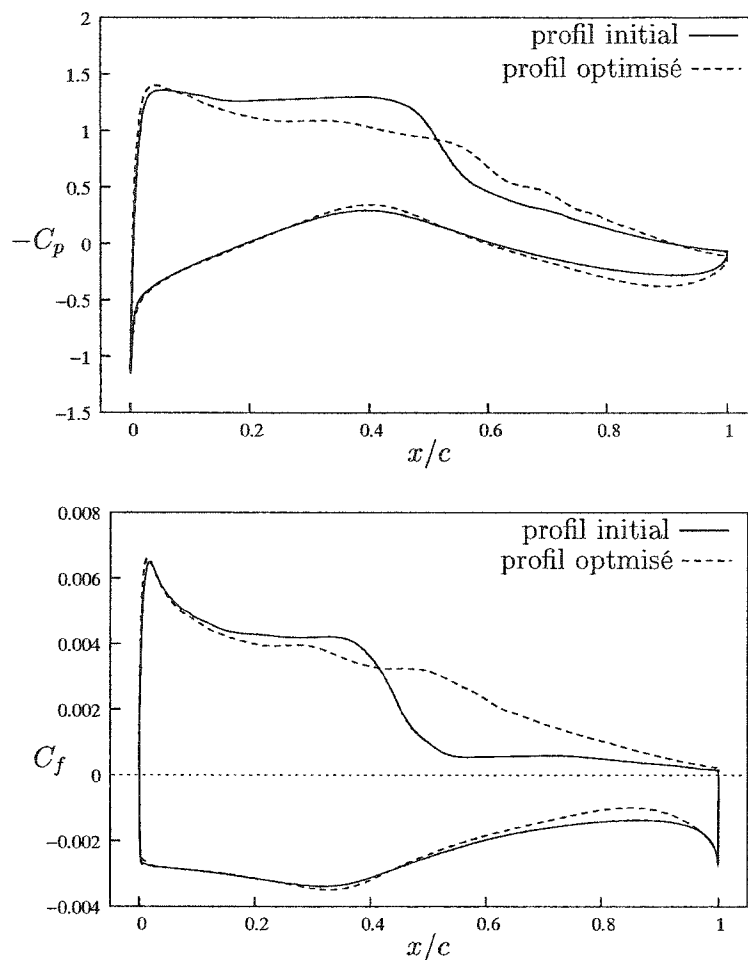 2
profil initial
profil optimisé
1.5
1
0.5
−C_p
0
−0.5
−1
−1.5
0 0.2 0.4 0.6 0.8 1
x/c
0.008
profil initial
profil optmisé
0.006
0.004
0.002
C_f
0
−0.002
−0.004
0 0.2 0.4 0.6 0.8 1
x/c